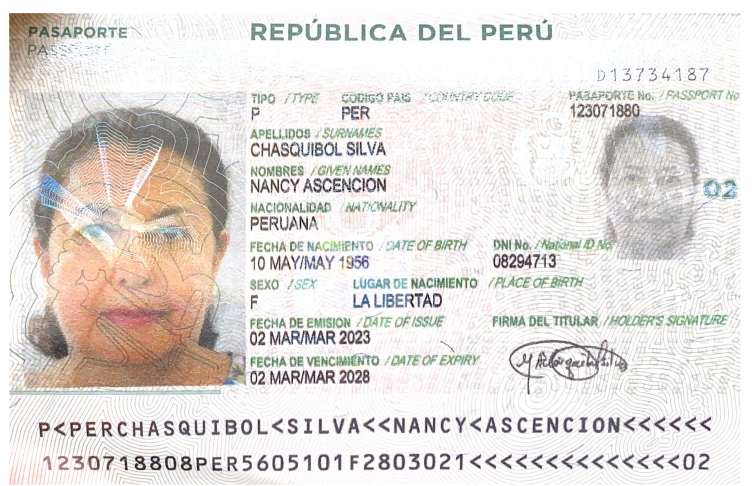 PASAPORTE
PASSPORT
REPÚBLICA DEL PERÚ
D13734187
TIPO / TYPE CODIGO PAIS / COUNTRY CODE PASAPORTE No. / PASSPORT No
P PER 123071880
APELLIDOS / SURNAMES
CHASQUIBOL SILVA
NOMBRES / GIVEN NAMES
NANCY ASCENCION
02
NACIONALIDAD / NATIONALITY
PERUANA
FECHA DE NACIMIENTO / DATE OF BIRTH DNI No. / National ID No.
10 MAY/MAY 1956 08294713
SEXO / SEX LUGAR DE NACIMIENTO / PLACE OF BIRTH
F LA LIBERTAD
FECHA DE EMISION / DATE OF ISSUE FIRMA DEL TITULAR / HOLDER'S SIGNATURE
02 MAR/MAR 2023
FECHA DE VENCIMIENTO / DATE OF EXPIRY
02 MAR/MAR 2028
P<PERCHASQUIBOL<SILVA<<NANCY<ASCENCION<<<<<<
1230718808PER5605101F2803021<<<<<<<<<<<<<<02